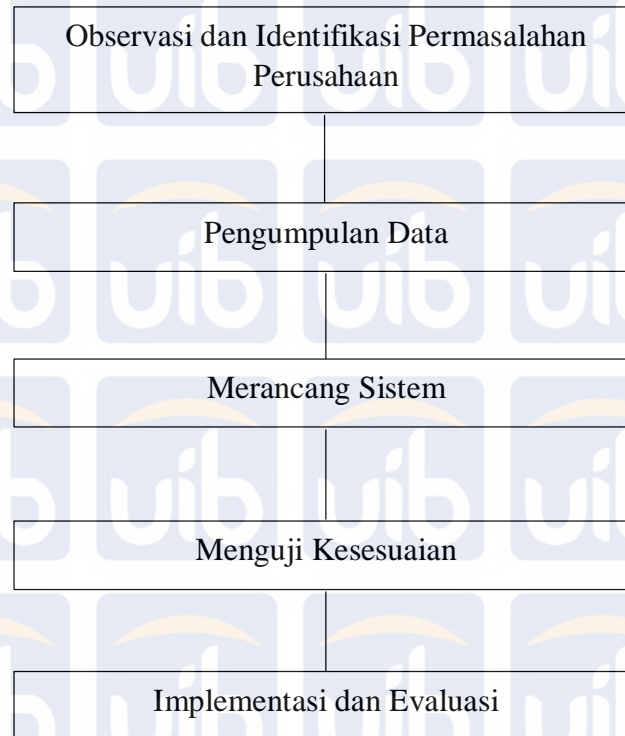 Observasi dan Identifikasi Permasalahan
Perusahaan
Pengumpulan Data
Merancang Sistem
Menguji Kesesuaian
Implementasi dan Evaluasi